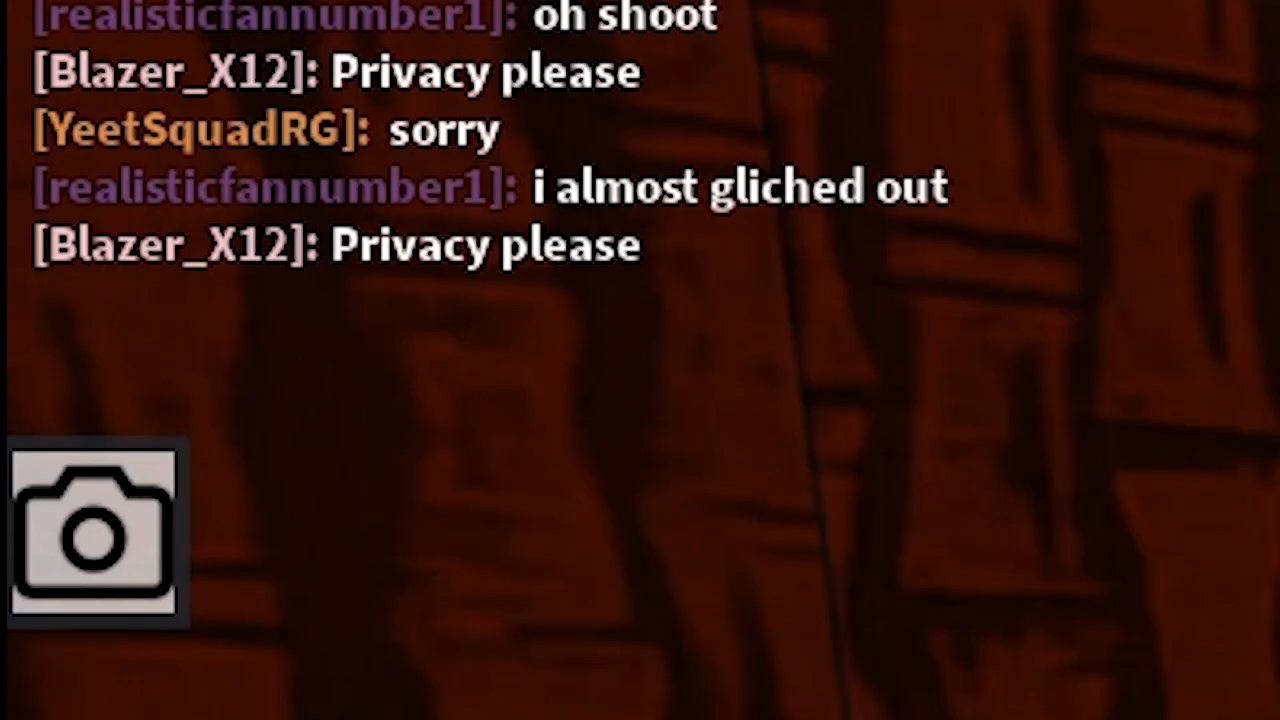 [realisticfannumber1]: oh shoot
[Blazer_X12]: Privacy please
[YeetSquadRG]: sorry
[realisticfannumber1]: i almost gliched out
[Blazer_X12]: Privacy please